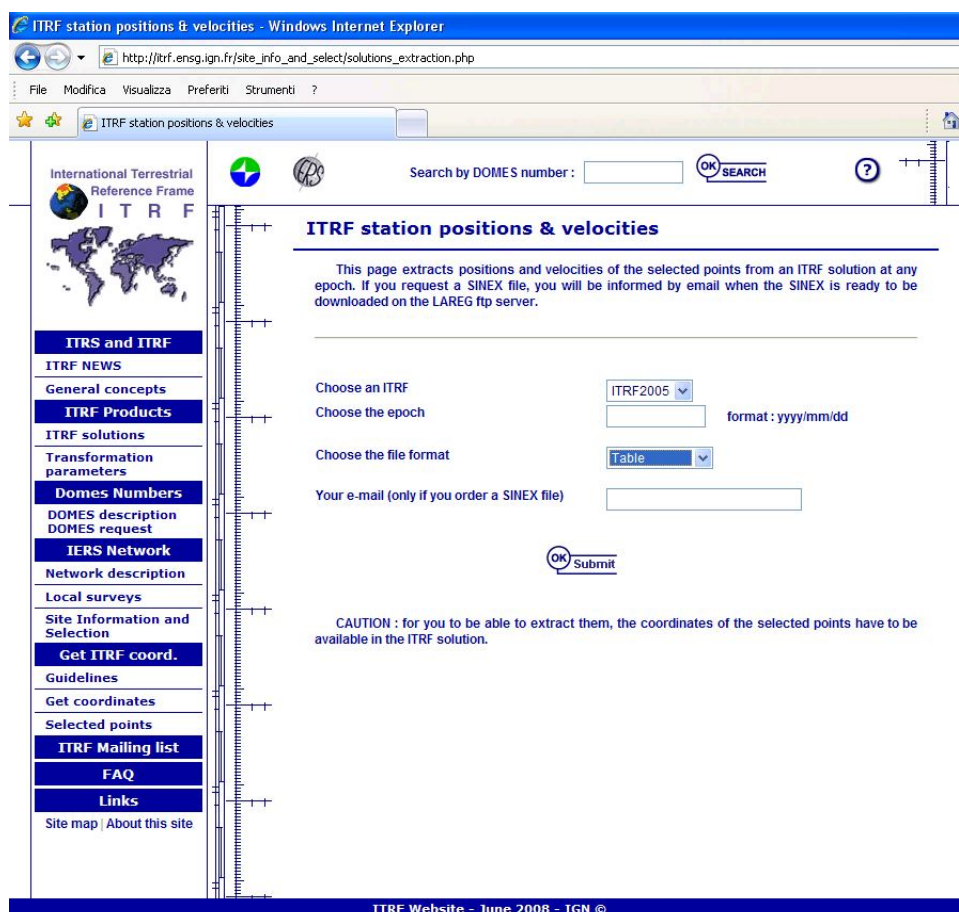 ITRF station positions & velocities - Windows Internet Explorer
http://itrf.ensg.ign.fr/site_info_and_select/solutions_extraction.php
File Modifica Visualizza Preferiti Strumenti ?
ITRF station positions & velocities
International Terrestrial
Reference Frame
I T R F
Search by DOMES number :
OK SEARCH
?
ITRF station positions & velocities
This page extracts positions and velocities of the selected points from an ITRF solution at any
epoch. If you request a SINEX file, you will be informed by email when the SINEX is ready to be
downloaded on the LAREG ftp server.
Choose an ITRF ITRF2005
Choose the epoch format : yyyy/mm/dd
Choose the file format Table
Your e-mail (only if you order a SINEX file)
OK Submit
CAUTION : for you to be able to extract them, the coordinates of the selected points have to be
available in the ITRF solution.
ITRS and ITRF
ITRF NEWS
General concepts
ITRF Products
ITRF solutions
Transformation
parameters
Domes Numbers
DOMES description
DOMES request
IERS Network
Network description
Local surveys
Site Information and
Selection
Get ITRF coord.
Guidelines
Get coordinates
Selected points
ITRF Mailing list
FAQ
Links
Site map | About this site
ITRF Website - June 2008 - IGN ©